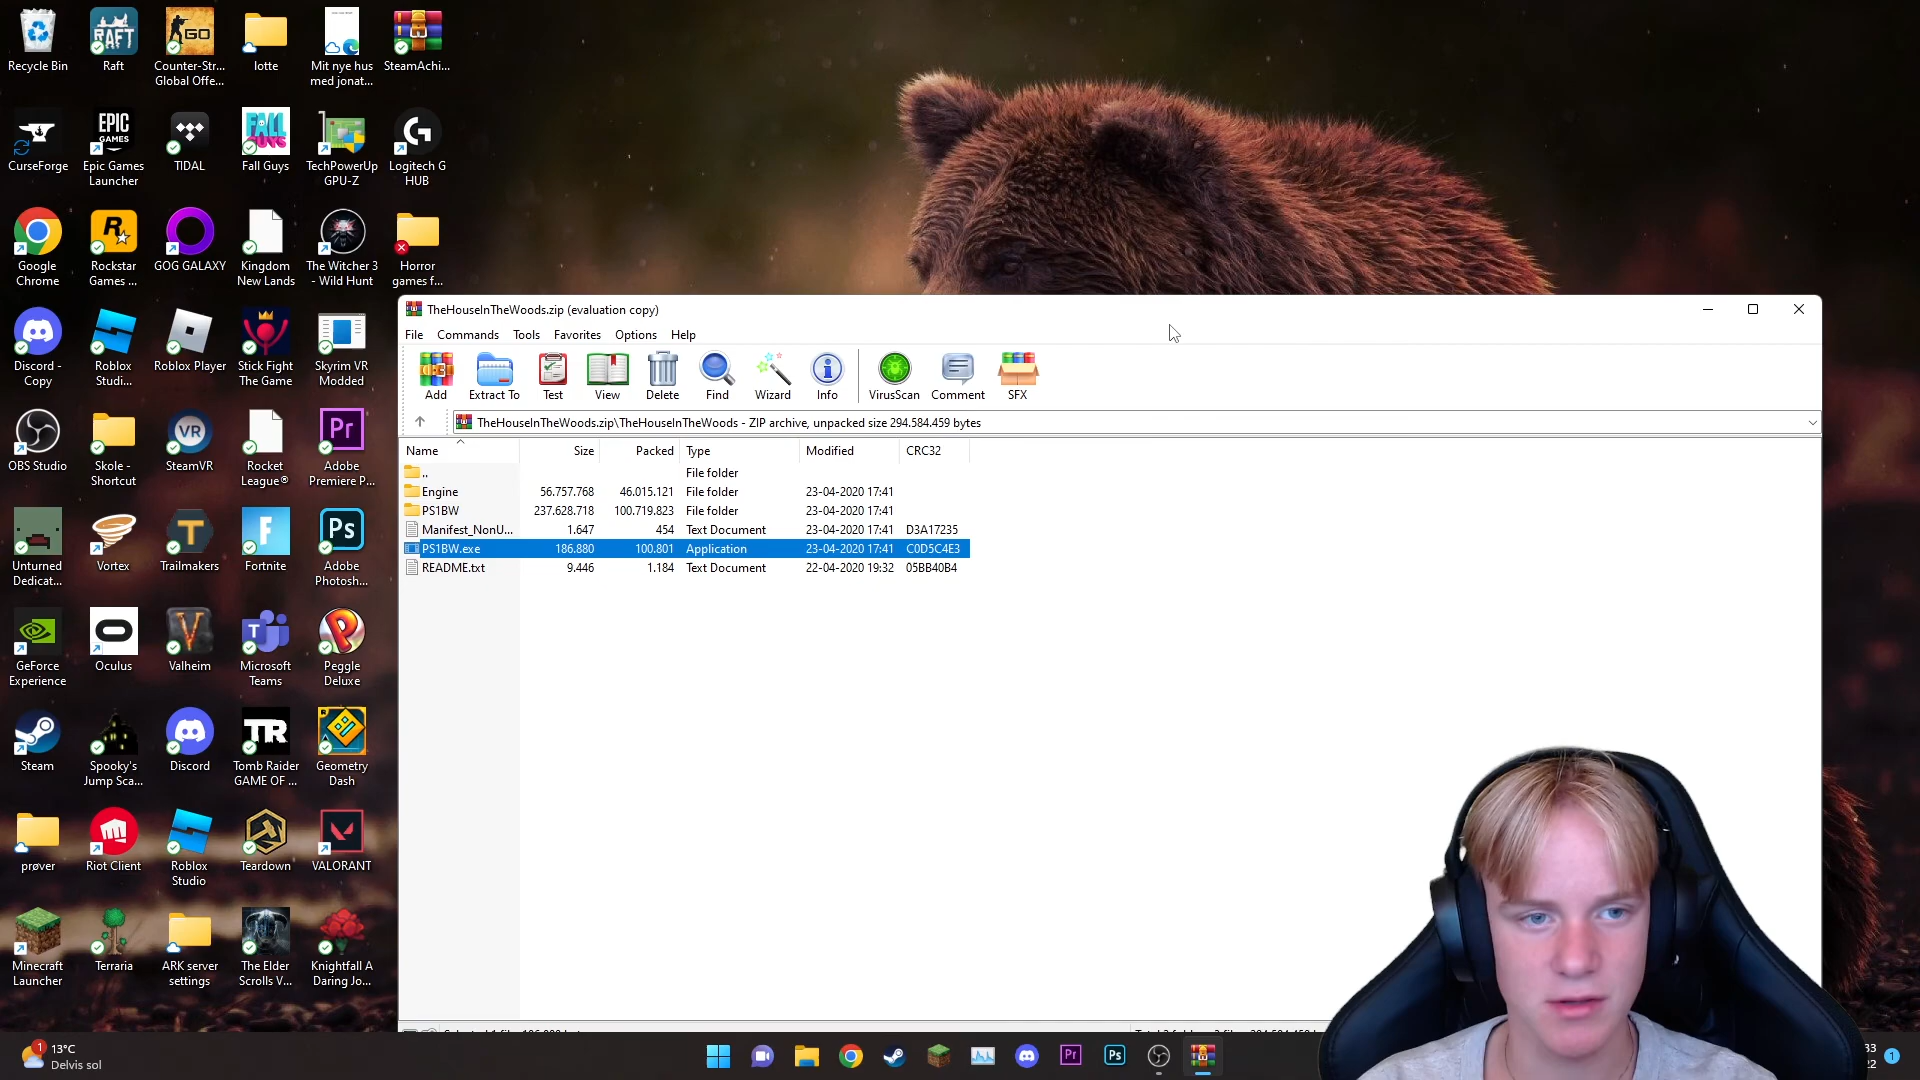 Recycle Bin
Raft
Counter-Str...
Global Offe...
lotte
Mit nye hus
med jonat...
SteamAchi...
CurseForge
Epic Games
Launcher
TIDAL
Fall Guys
TechPowerUp
GPU-Z
Logitech G
HUB
Google
Chrome
Rockstar
Games ...
GOG GALAXY
Kingdom
New Lands
The Witcher 3
- Wild Hunt
Horror
games f...
Discord -
Copy
Roblox
Studi...
Roblox Player
Stick Fight
The Game
Skyrim VR
Modded
OBS Studio
Skole -
Shortcut
SteamVR
Rocket
League®
Adobe
Premiere P...
Unturned
Dedicat...
Vortex
Trailmakers
Fortnite
Adobe
Photosh...
GeForce
Experience
Oculus
Valheim
Microsoft
Teams
Peggle
Deluxe
Steam
Spooky's
Jump Sca...
Discord
Tomb Raider
GAME OF ...
Geometry
Dash
prøver
Riot Client
Roblox
Studio
Teardown
VALORANT
Minecraft
Launcher
Terraria
ARK server
settings
The Elder
Scrolls V...
Knightfall A
Daring Jo...
TheHouseInTheWoods.zip (evaluation copy)
File Commands Tools Favorites Options Help
Add Extract To Test View Delete Find Wizard Info VirusScan Comment SFX
TheHouseInTheWoods.zip\TheHouseInTheWoods - ZIP archive, unpacked size 294.584.459 bytes
Name Size Packed Type Modified CRC32
.. File folder
Engine 56.757.768 46.015.121 File folder 23-04-2020 17:41
PS1BW 237.628.718 100.719.823 File folder 23-04-2020 17:41
Manifest_NonU... 1.647 454 Text Document 23-04-2020 17:41 D3A17235
PS1BW.exe 186.880 100.801 Application 23-04-2020 17:41 C0D5C4E3
README.txt 9.446 1.184 Text Document 22-04-2020 19:32 05BB40B4
1
13°C
Delvis sol
33
22
1